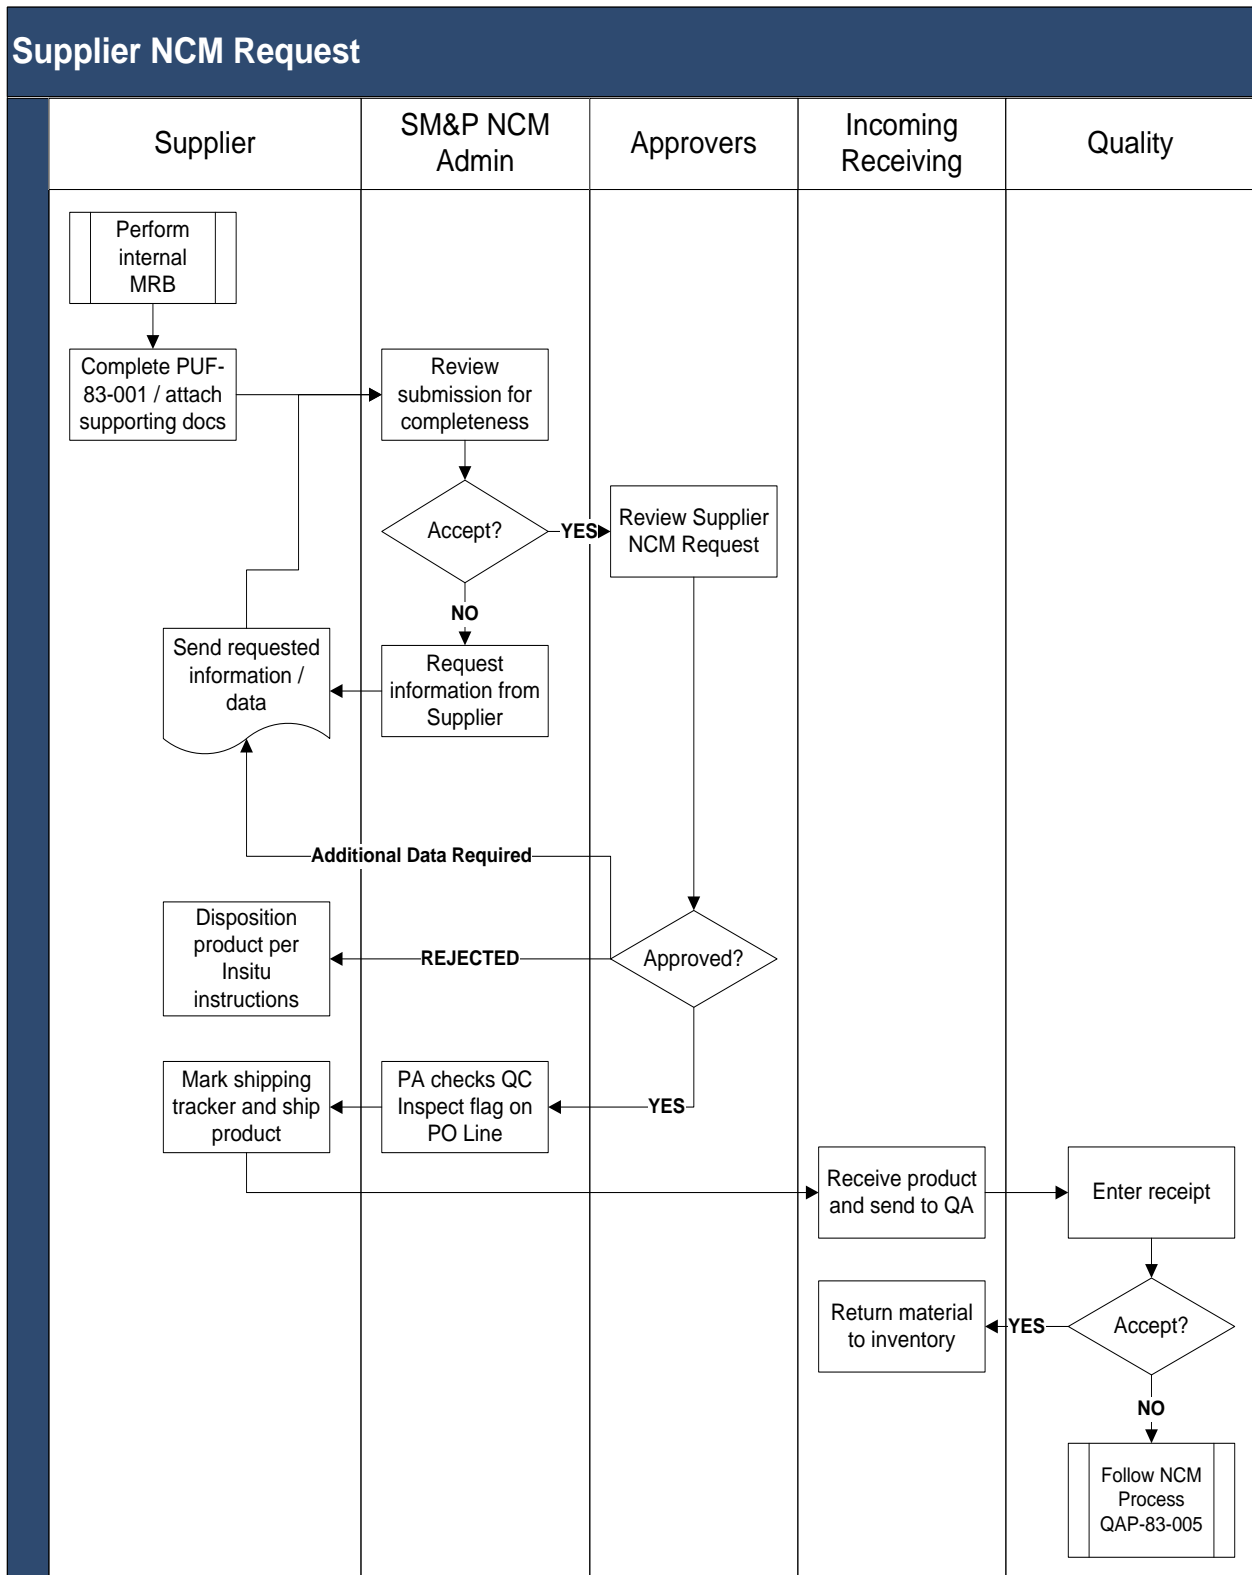 Supplier NCM Request
Supplier
SM&P NCM
Admin
Approvers
Incoming
Receiving
Quality
Perform
internal
MRB
Complete PUF-
83-001 / attach
supporting docs
Review
submission for
completeness
Accept?
YES
Review Supplier
NCM Request
NO
Send requested
information /
data
Request
information from
Supplier
Additional Data Required
Disposition
product per
Insitu
instructions
REJECTED
Approved?
Mark shipping
tracker and ship
product
PA checks QC
Inspect flag on
PO Line
YES
Receive product
and send to QA
Enter receipt
Return material
to inventory
YES
Accept?
NO
Follow NCM
Process
QAP-83-005